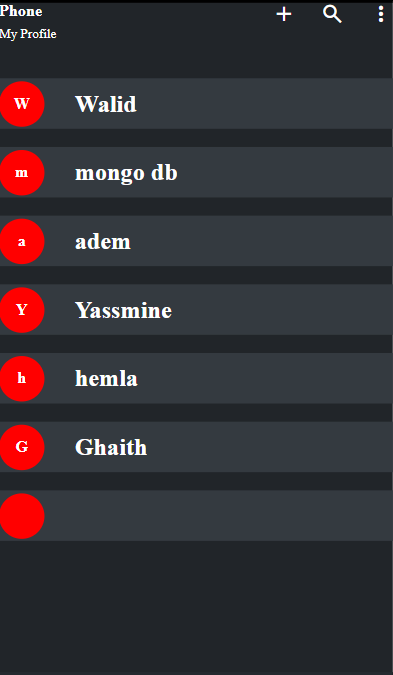 Phone
My Profile
W Walid
m mongo db
a adem
Y Yassmine
h hemla
G Ghaith